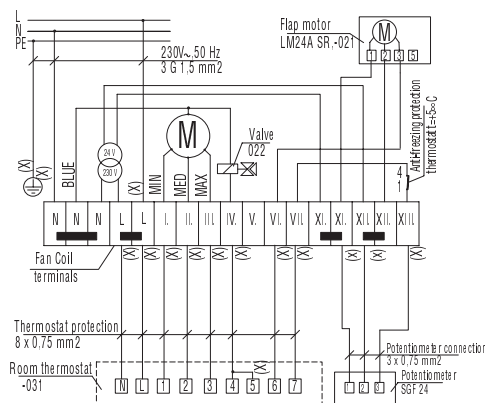 L
N
PE
Flap motor
LM24A SR,-021
M
1 2 3 5
230V~,50 Hz
3 G 1,5 mm2
Anti-freezing protection
thermostat t=+5∞ C
24 V
230 V
M
Valve
022
4
1
(X) (X) BLUE (X) MIN MED MAX
N N N L L I. II. III. IV. V. VI. VII. XI. XI. XII. XII. XIII.
(X) (X) (X) (X) (X) (X) (X) (X) (X) (X) (X)
Fan Coil
terminals
Thermostat protection
8 x 0,75 mm2
Potentiometer connection
3 x 0,75 mm2
Room thermostat
-031
(X)
N L 1 2 3 4 5 6 7
1 2 3
Potentiometer
SGF 24